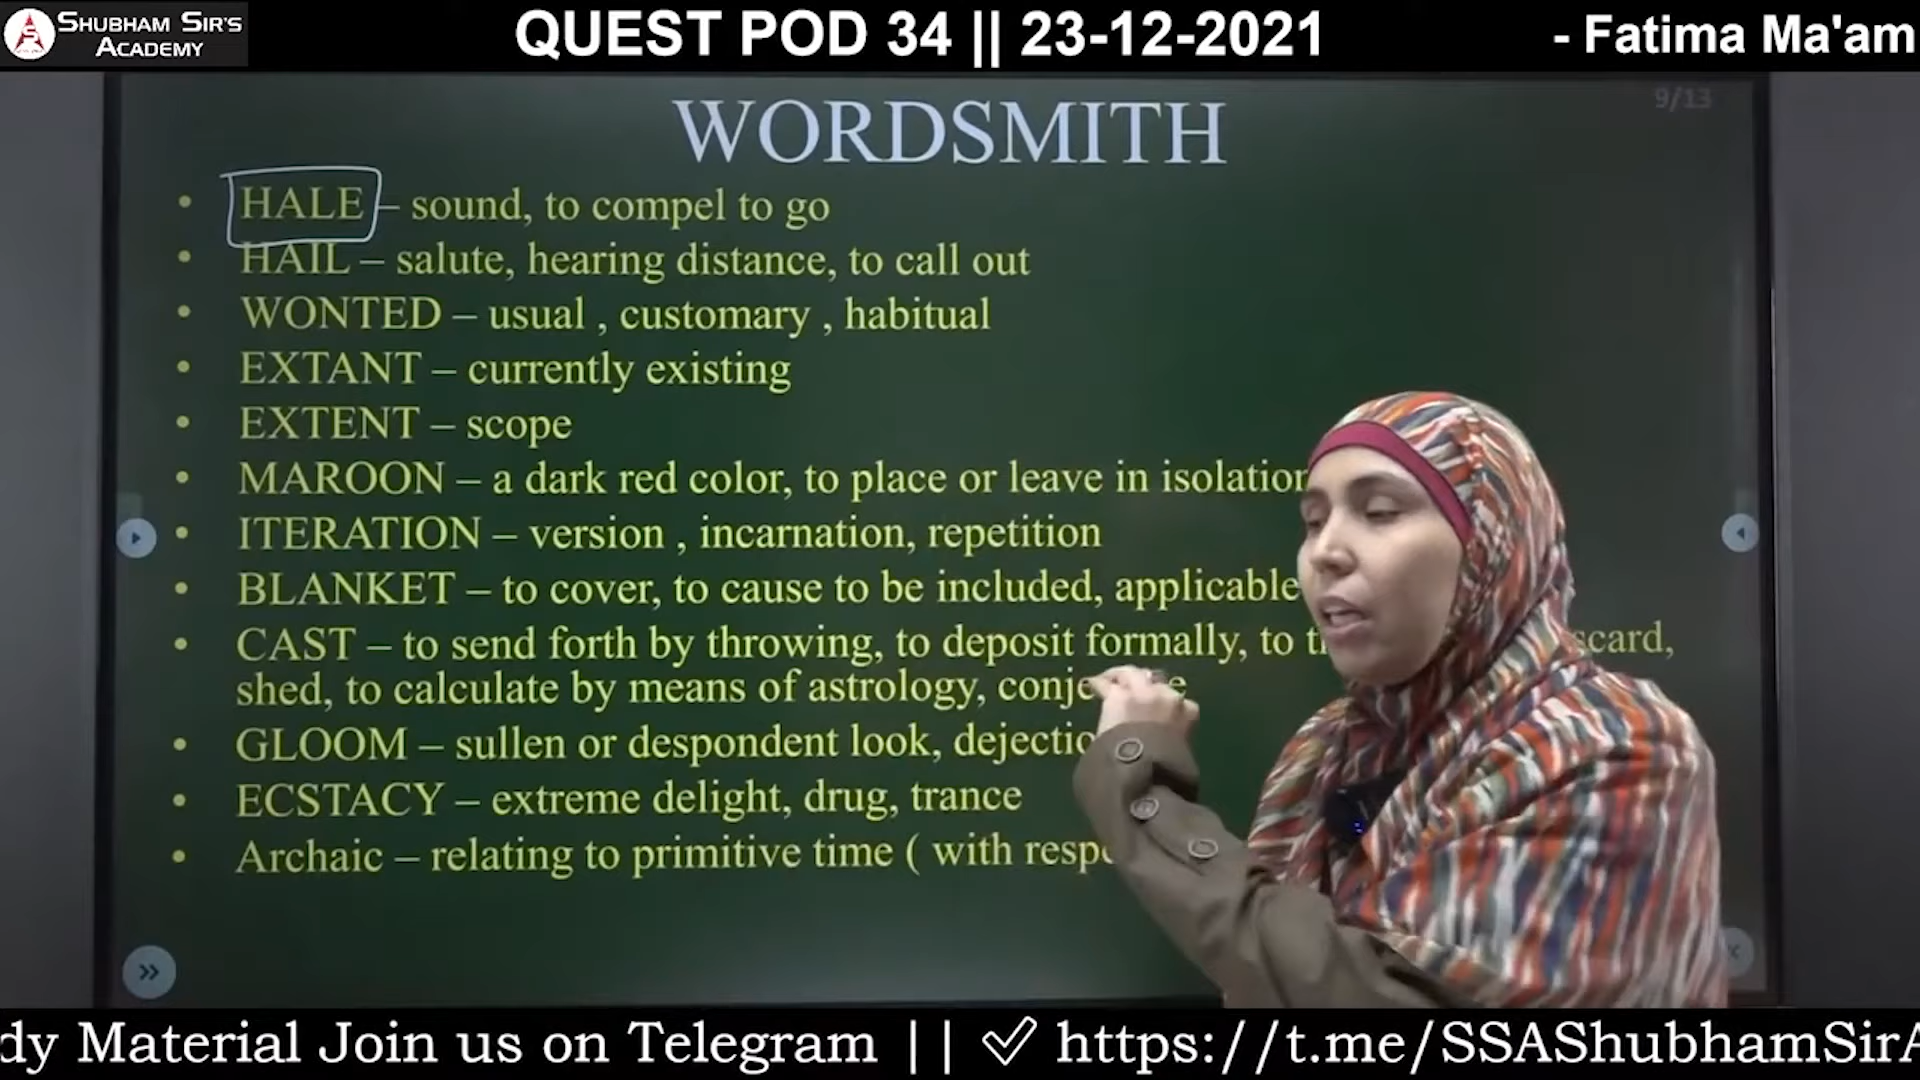 SHUBHAM SIR'S
ACADEMY
QUEST POD 34 || 23-12-2021
- Fatima Ma'am
9/13
WORDSMITH
• HALE – sound, to compel to go
• HAIL – salute, hearing distance, to call out
• WONTED – usual , customary , habitual
• EXTANT – currently existing
• EXTENT – scope
• MAROON – a dark red color, to place or leave in isolation
• ITERATION – version , incarnation, repetition
• BLANKET – to cover, to cause to be included, applicable
• CAST – to send forth by throwing, to deposit formally, to
shed, to calculate by means of astrology,
• GLOOM – sullen or despondent look,
• ECSTACY – extreme delight, drug, trance
• Archaic – relating to primitive time ( with
Material Join us on Telegram || ✓ https://t.me/SSAShubhamSirA